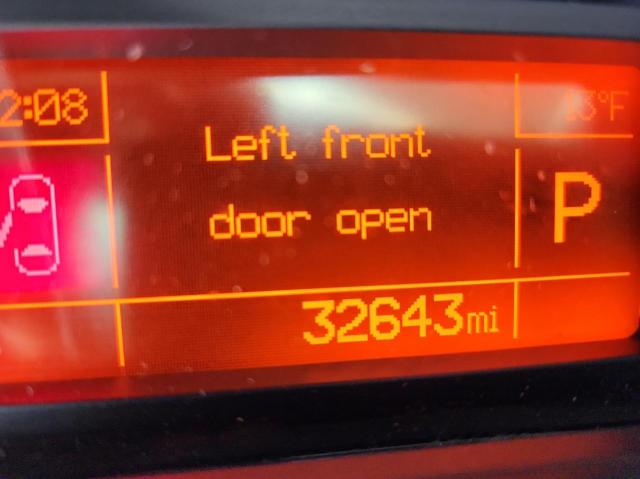 2:08
Left front
door open
P
32643mi